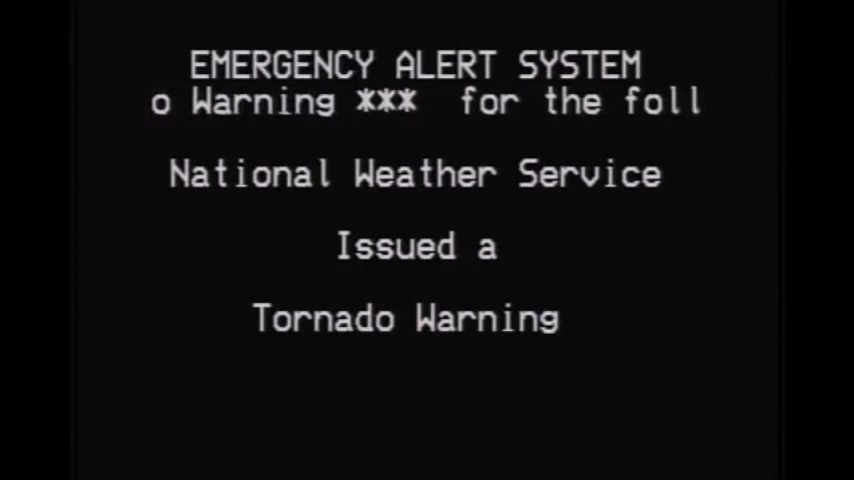 EMERGENCY ALERT SYSTEM
o Warning *** for the foll
National Weather Service
Issued a
Tornado Warning